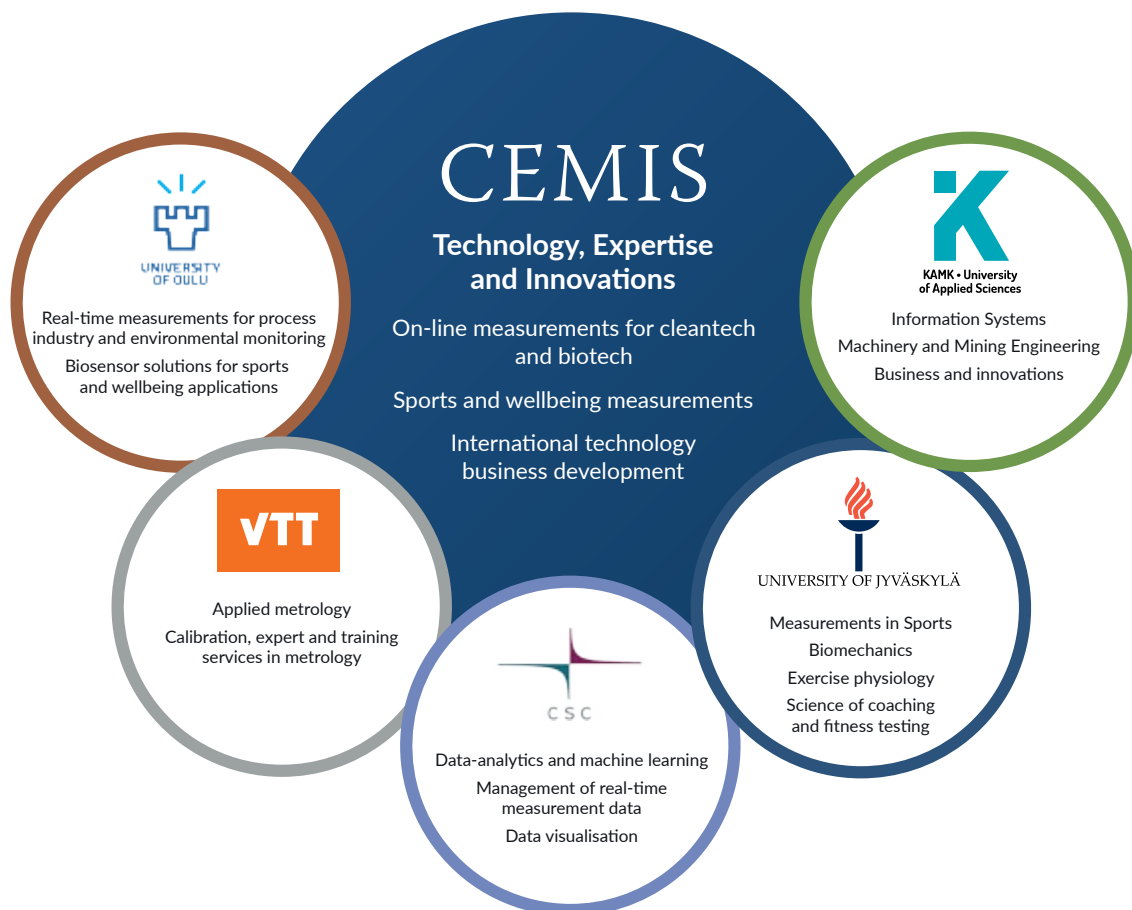 CEMIS
Technology, Expertise
and Innovations
On-line measurements for cleantech
and biotech
Sports and wellbeing measurements
International technology
business development
UNIVERSITY
OF OULU
Real-time measurements for process
industry and environmental monitoring
Biosensor solutions for sports
and wellbeing applications
VTT
Applied metrology
Calibration, expert and training
services in metrology
CSC
Data-analytics and machine learning
Management of real-time
measurement data
Data visualisation
UNIVERSITY OF JYVÄSKYLÄ
Measurements in Sports
Biomechanics
Exercise physiology
Science of coaching
and fitness testing
K
KAMK • University
of Applied Sciences
Information Systems
Machinery and Mining Engineering
Business and innovations